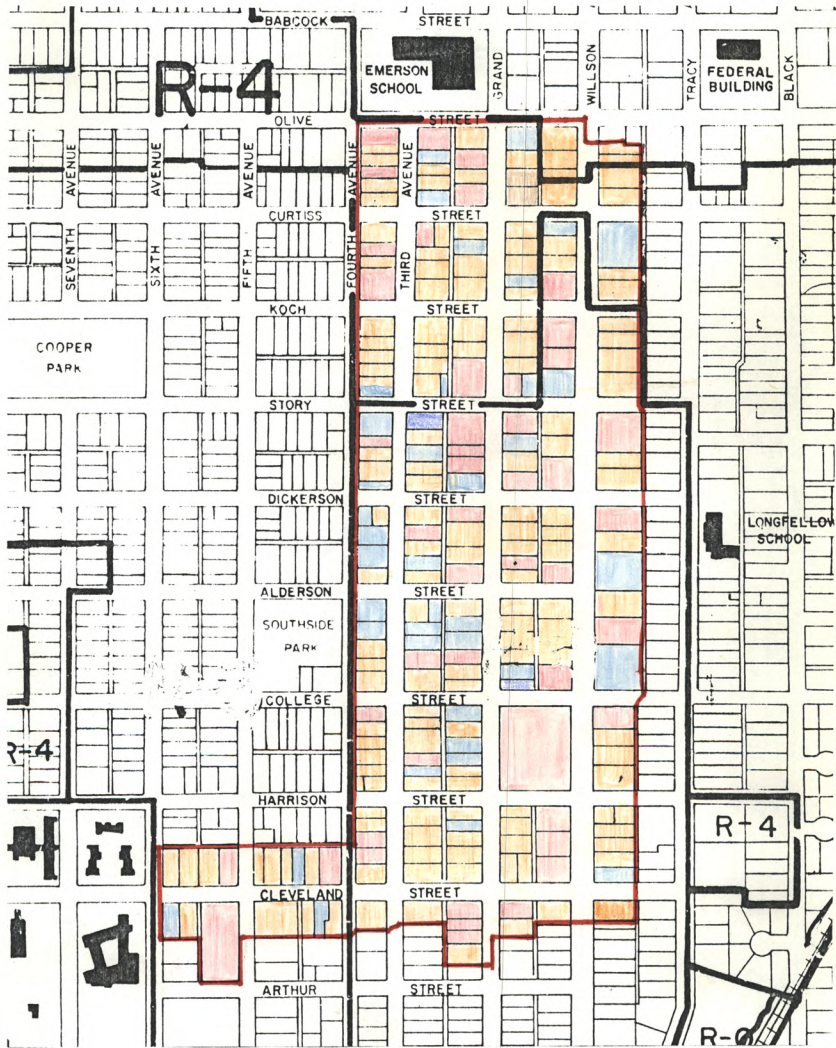 BABCOCK STREET
R-4
EMERSON
SCHOOL
GRAND
WILLSON
TRACY
FEDERAL
BUILDING
BLACK
OLIVE STREET
AVENUE
AVENUE
AVENUE
AVENUE
AVENUE
SEVENTH
SIXTH
FIFTH
FOURTH
THIRD
CURTISS STREET
KOCH STREET
COOPER
PARK
STORY STREET
DICKERSON STREET
LONGFELLOW
SCHOOL
ALDERSON STREET
SOUTHSIDE
PARK
COLLEGE STREET
R-4
HARRISON STREET
R-4
CLEVELAND STREET
ARTHUR STREET